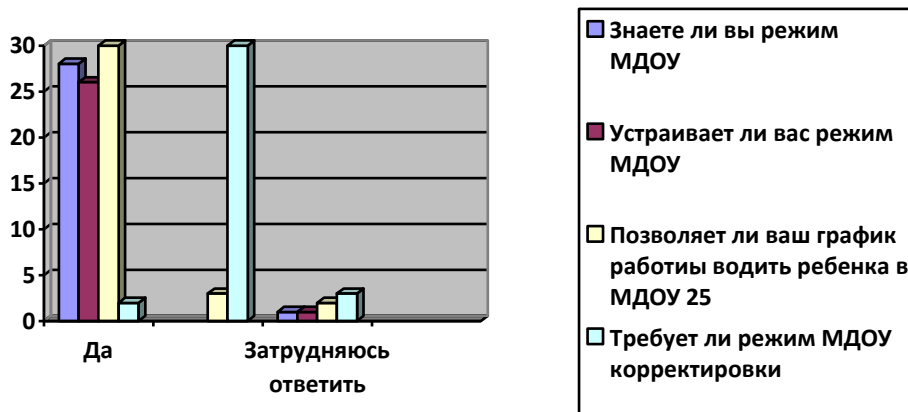 30
25
20
15
10
5
0
Да
Затрудняюсь
ответить
Знаете ли вы режим
МДОУ
Устраивает ли вас режим
МДОУ
Позволяет ли ваш график
работиы водить ребенка в
МДОУ 25
Требует ли режим МДОУ
корректировки